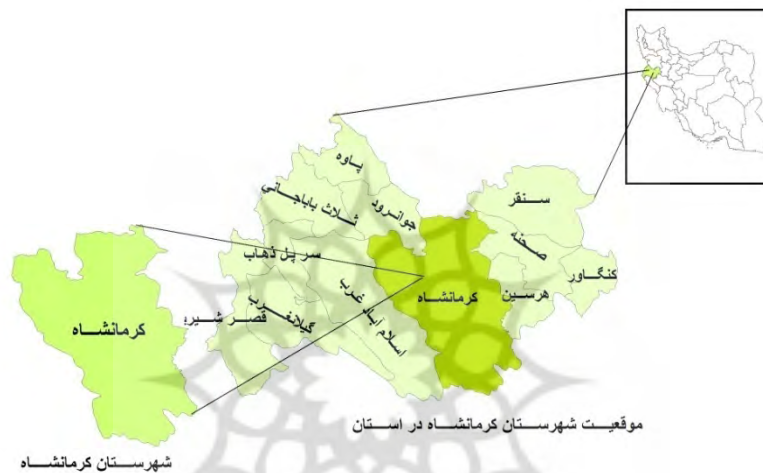 پاوه
ثلاث باباجانی
جوانرود
سنقر
صحنه
کنگاور
هرسین
کرمانشاه
سرپل ذهاب
اسلام آباد غرب
گیلانغرب
قصر شیری
کرمانشاه
موقعیت شهرستان کرمانشاه در استان
شهرستان کرمانشاه